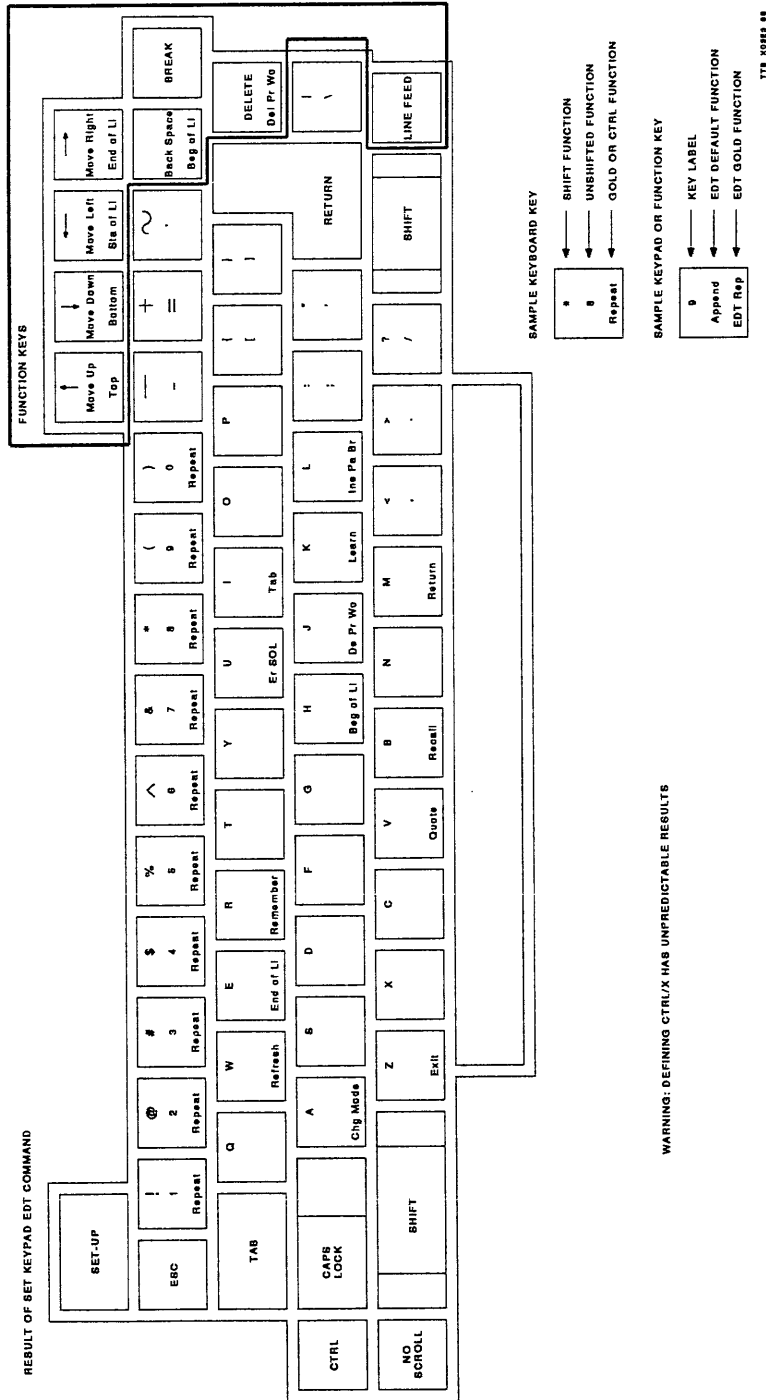 RESULT OF SET KEYPAD EDT COMMAND
FUNCTION KEYS
SET-UP
↑
Move Up
Top
↓
Move Down
Bottom
←
Move Left
Sta of Li
→
Move Right
End of Li
ESC
!
1
Repeat
@
2
Repeat
#
3
Repeat
$
4
Repeat
%
5
Repeat
^
6
Repeat
&
7
Repeat
*
8
Repeat
(
9
Repeat
)
0
Repeat
—
-
+
=
~
Back Space
Beg of Li
BREAK
TAB
Q
W
Refresh
E
End of Li
R
Remember
T
Y
U
Er SOL
I
Tab
O
P
{
[
}
]
DELETE
Del Pr Wo
CTRL
CAPS
LOCK
A
Chg Mode
S
D
F
G
H
Beg of Li
J
De Pr Wo
K
Learn
L
Ins Pa Br
:
;
RETURN
|
\
NO
SCROLL
SHIFT
Z
Exit
X
C
V
Quote
B
Recall
N
M
Return
<
,
>
.
?
/
SHIFT
LINE FEED
SAMPLE KEYBOARD KEY
* SHIFT FUNCTION
8 UNSHIFTED FUNCTION
Repeat GOLD OR CTRL FUNCTION
SAMPLE KEYPAD OR FUNCTION KEY
9 KEY LABEL
Append EDT DEFAULT FUNCTION
EDT Rep EDT GOLD FUNCTION
WARNING: DEFINING CTRL/X HAS UNPREDICTABLE RESULTS